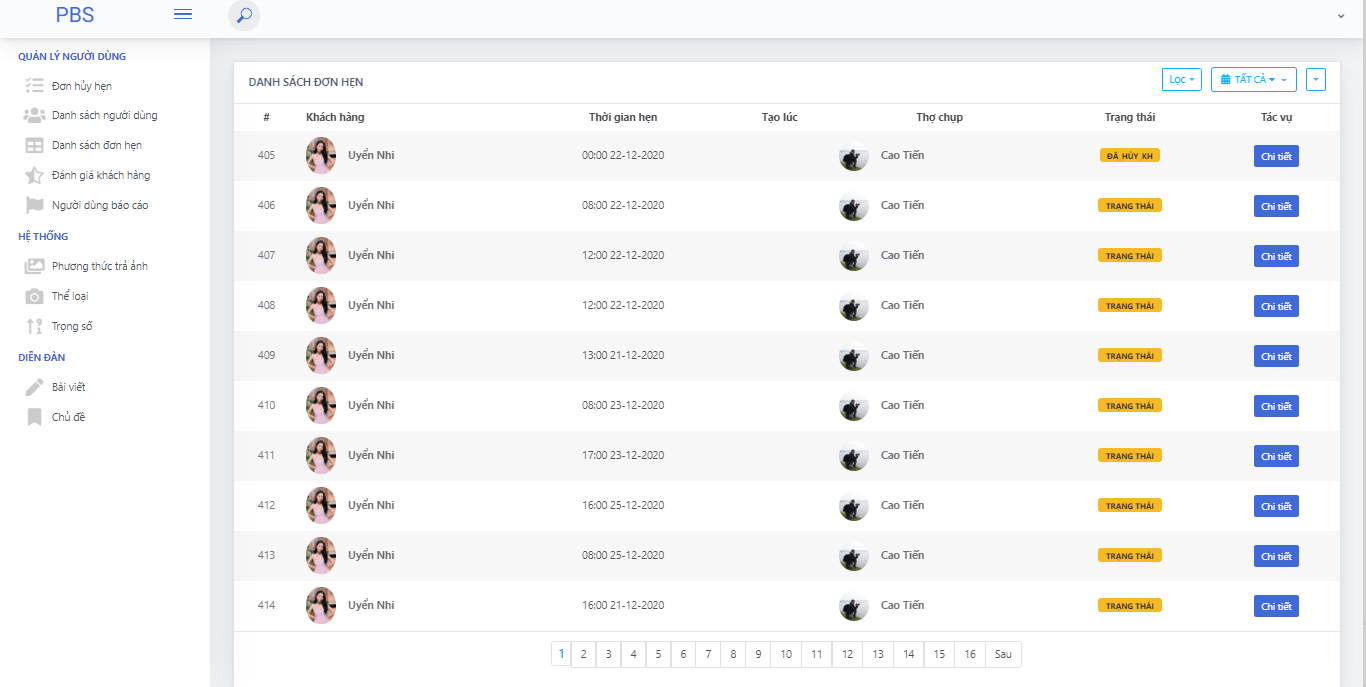 PBS
QUẢN LÝ NGƯỜI DÙNG
Đơn hủy hẹn
Danh sách người dùng
Danh sách đơn hẹn
Đánh giá khách hàng
Người dùng báo cáo
HỆ THỐNG
Phương thức trả ảnh
Thể loại
Trọng số
DIỄN ĐÀN
Bài viết
Chủ đề
DANH SÁCH ĐƠN HẸN Lọc TẤT CẢ
# Khách hàng Thời gian hẹn Tạo lúc Thợ chụp Trạng thái Tác vụ
405 Uyển Nhi 00:00 22-12-2020 Cao Tiến ĐÃ HỦY KH Chi tiết
406 Uyển Nhi 08:00 22-12-2020 Cao Tiến TRẠNG THÁI Chi tiết
407 Uyển Nhi 12:00 22-12-2020 Cao Tiến TRẠNG THÁI Chi tiết
408 Uyển Nhi 12:00 22-12-2020 Cao Tiến TRẠNG THÁI Chi tiết
409 Uyển Nhi 13:00 21-12-2020 Cao Tiến TRẠNG THÁI Chi tiết
410 Uyển Nhi 08:00 23-12-2020 Cao Tiến TRẠNG THÁI Chi tiết
411 Uyển Nhi 17:00 23-12-2020 Cao Tiến TRẠNG THÁI Chi tiết
412 Uyển Nhi 16:00 25-12-2020 Cao Tiến TRẠNG THÁI Chi tiết
413 Uyển Nhi 08:00 25-12-2020 Cao Tiến TRẠNG THÁI Chi tiết
414 Uyển Nhi 16:00 21-12-2020 Cao Tiến TRẠNG THÁI Chi tiết
1 2 3 4 5 6 7 8 9 10 11 12 13 14 15 16 Sau